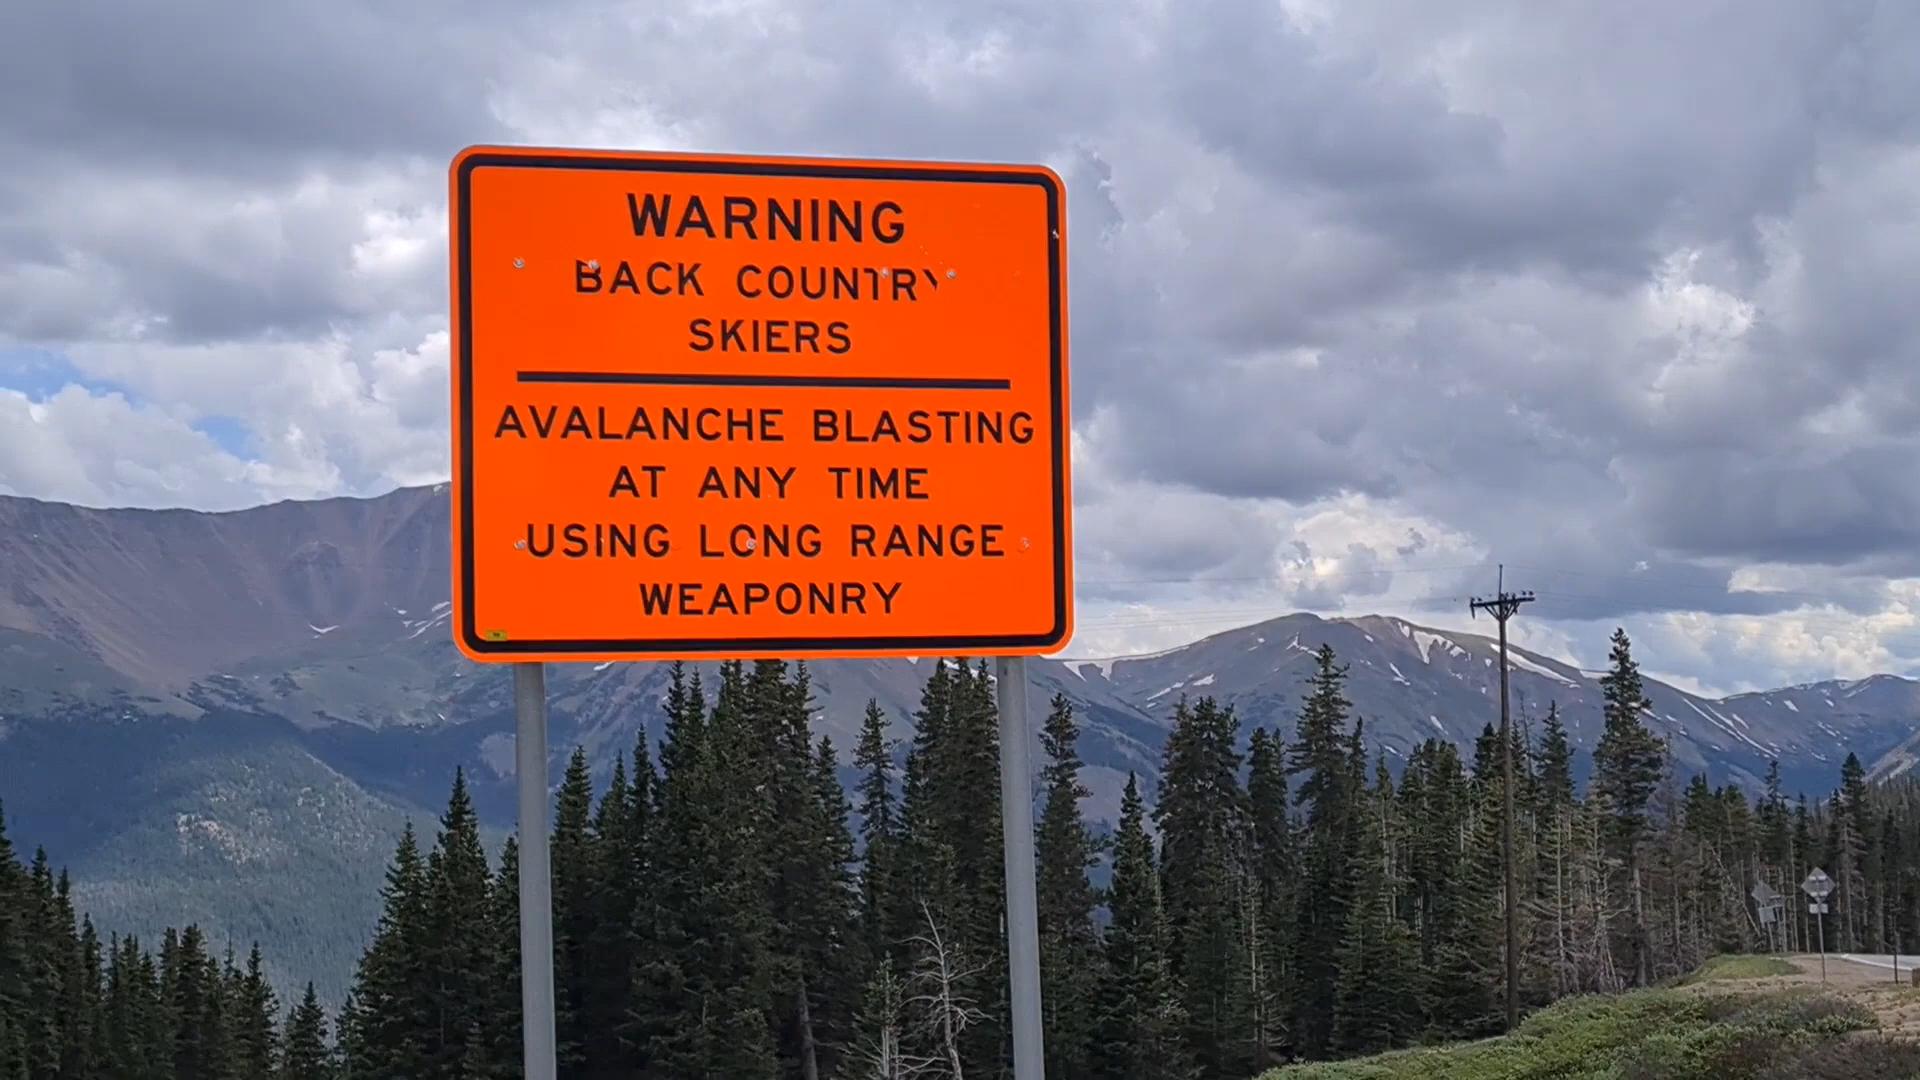 WARNING
BACK COUNTRY
SKIERS
AVALANCHE BLASTING
AT ANY TIME
USING LONG RANGE
WEAPONRY